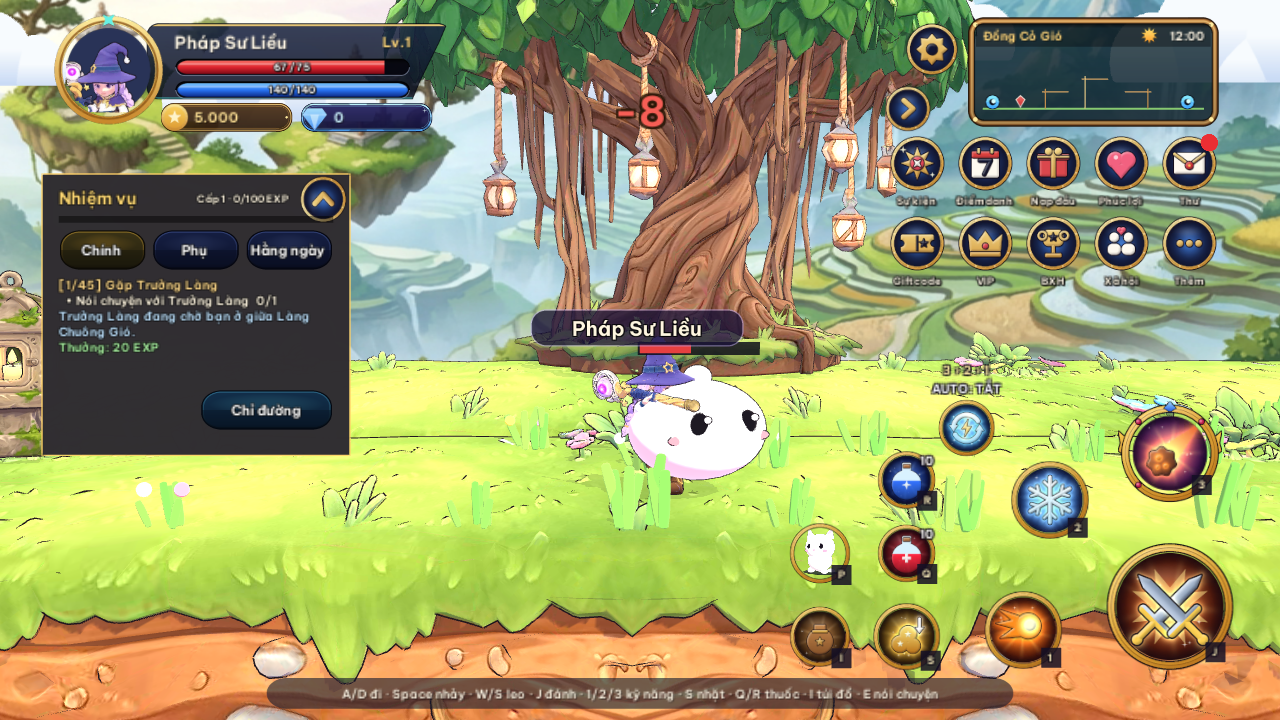 Pháp Sư Liễu
Lv.1
67/75
140/140
5.000
0
Đồng Cỏ Gió
12:00
-8
Nhiệm vụ
Cấp 1 · 0/100 EXP
Chính
Phụ
Hằng ngày
[1/45] Gặp Trưởng Làng
• Nói chuyện với Trưởng Làng 0/1
Trưởng Làng đang chờ bạn ở giữa Làng
Chuông Gió.
Thưởng: 20 EXP
Chỉ đường
7
Sự kiện
Điểm danh
Nạp đầu
Phúc lợi
Thư
Giftcode
VIP
BXH
Xã hội
Thêm
Pháp Sư Liễu
AUTO: TẮT
10
R
3
2
10
Q
P
I
S
1
J
A/D đi · Space nhảy · W/S leo · J đánh · 1/2/3 kỹ năng · S nhặt · Q/R thuốc · I túi đồ · E nói chuyện